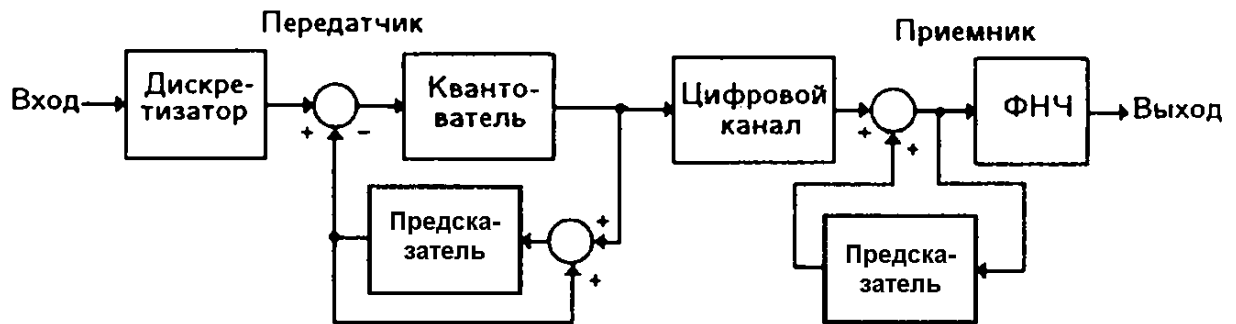 Передатчик
Приемник
Вход
Дискре-
тизатор
+
−
Кванто-
ватель
Цифровой
канал
+
+
ФНЧ
Выход
Предска-
затель
+
+
Предска-
затель